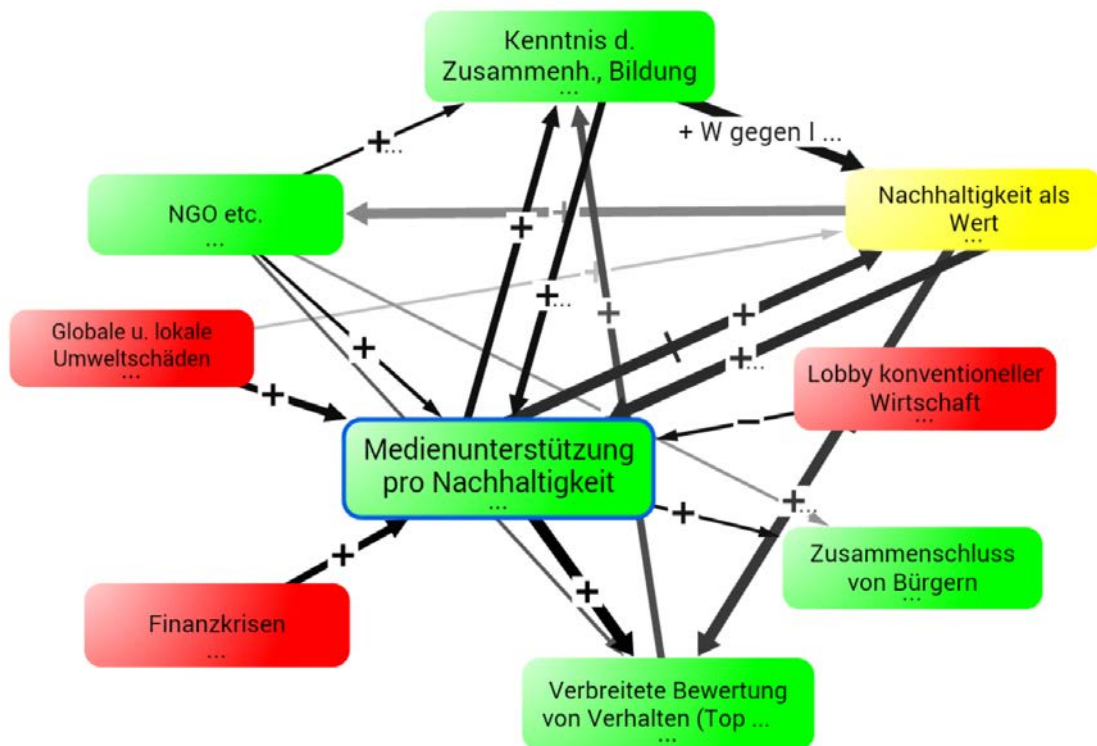 Kenntnis d.
Zusammenh., Bildung
...
+...
+ W gegen I ...
NGO etc.
...
+
Nachhaltigkeit als
Wert
...
+
+
+
+...
Globale u. lokale
Umweltschäden
...
+
+
+
+...
Lobby konventioneller
Wirtschaft
...
+
−
Medienunterstützung
pro Nachhaltigkeit
...
+
+...
Zusammenschluss
von Bürgern
...
+
+
Finanzkrisen
...
Verbreitete Bewertung
von Verhalten (Top ...
...